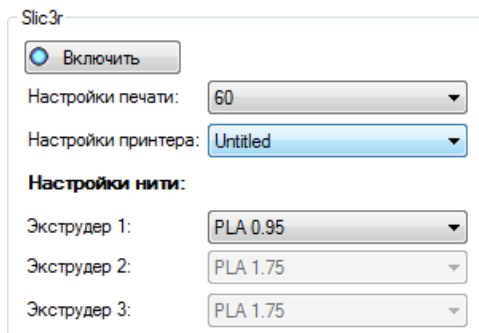 Slic3r
Включить
Настройки печати: 60
Настройки принтера: Untitled
Настройки нити:
Экструдер 1: PLA 0.95
Экструдер 2: PLA 1.75
Экструдер 3: PLA 1.75